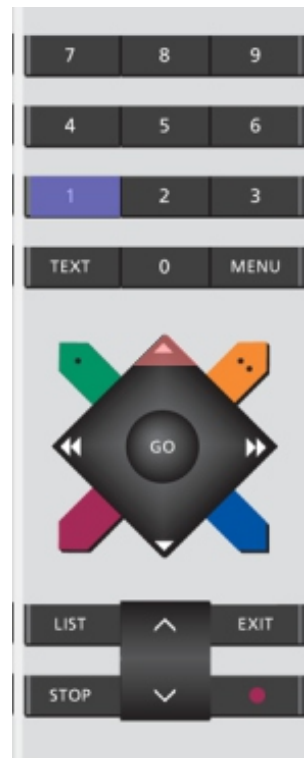 7 8 9
4 5 6
1 2 3
TEXT 0 MENU
GO
LIST EXIT
STOP